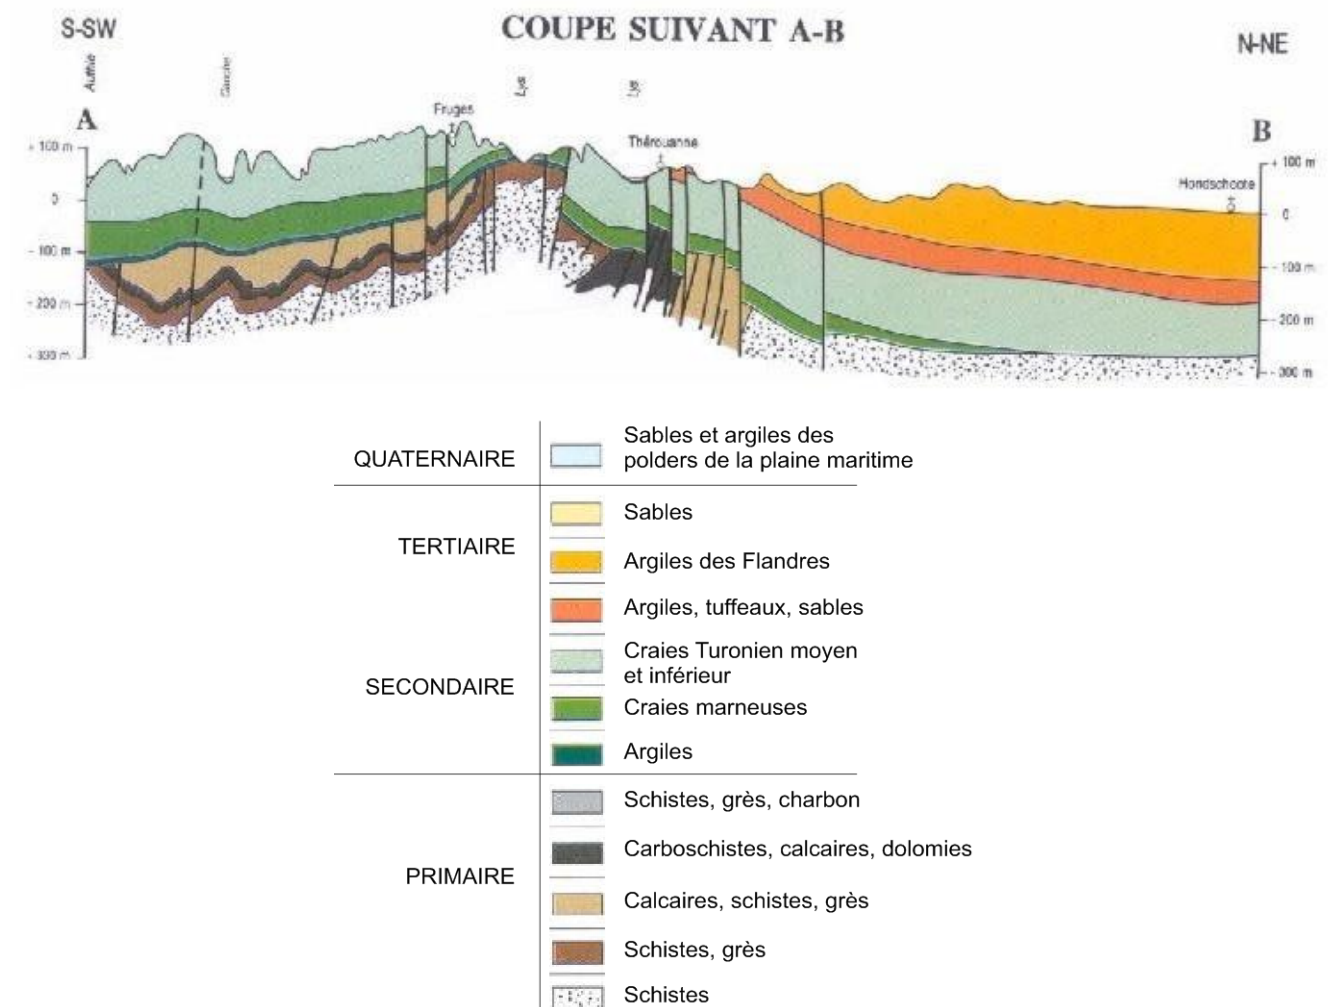 S-SW
COUPE SUIVANT A-B
N-NE
Authie
Canche
Lys
Lys
Fruges
A
Thérouanne
B
+ 100 m
+ 100 m
Hondschoote
0
0
- 100 m
- 100 m
- 200 m
- 200 m
- 300 m
- 300 m
QUATERNAIRE
Sables et argiles des
polders de la plaine maritime
TERTIAIRE
Sables
Argiles des Flandres
Argiles, tuffeaux, sables
SECONDAIRE
Craies Turonien moyen
et inférieur
Craies marneuses
Argiles
PRIMAIRE
Schistes, grès, charbon
Carboschistes, calcaires, dolomies
Calcaires, schistes, grès
Schistes, grès
Schistes